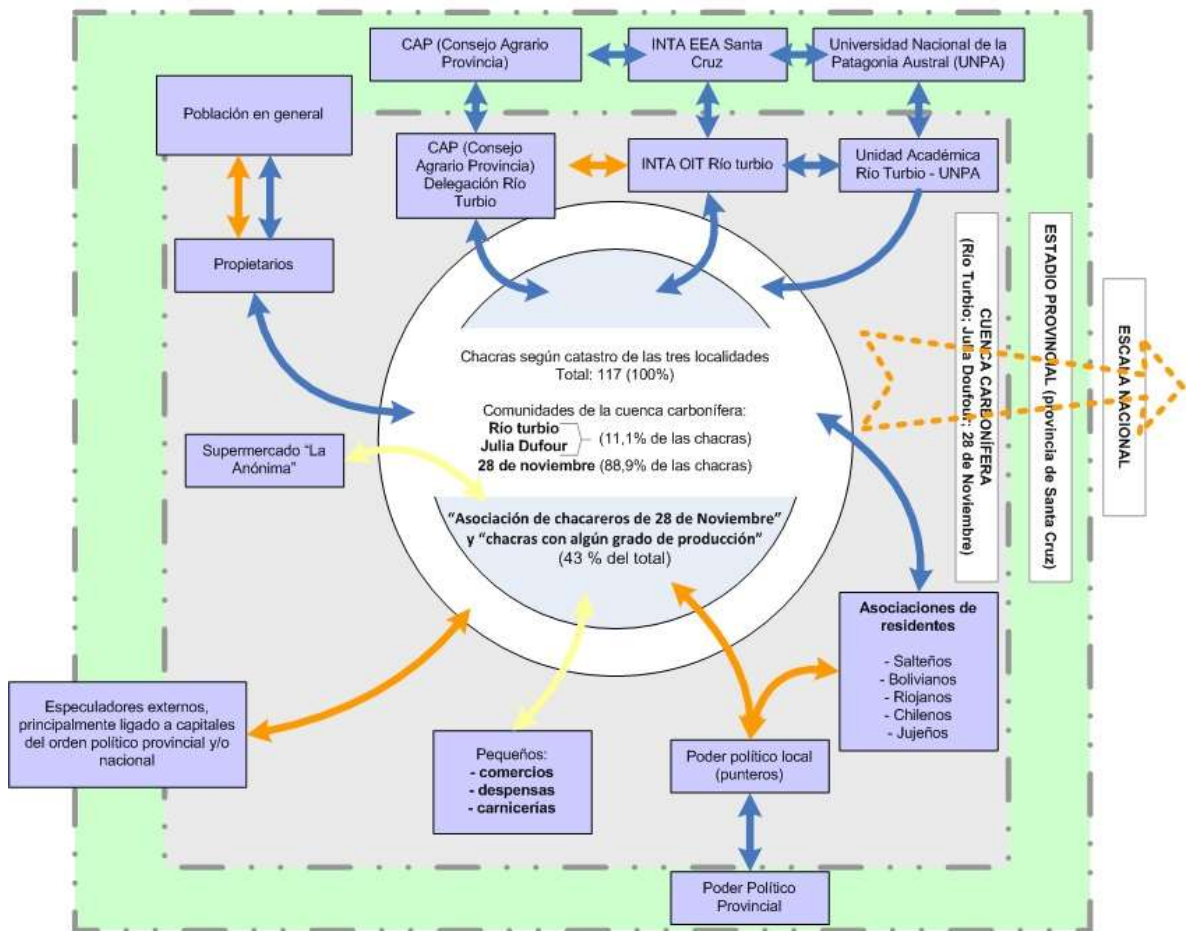 CAP (Consejo Agrario
Provincia)
INTA EEA Santa
Cruz
Universidad Nacional de la
Patagonia Austral (UNPA)
Población en general
CAP (Consejo
Agrario Provincia)
Delegación Río
Turbio
INTA OIT Río turbio
Unidad Académica
Río Turbio - UNPA
Propietarios
Chacras según catastro de las tres localidades
Total: 117 (100%)
Comunidades de la cuenca carbonífera:
Río turbio
Julia Dufour
(11,1% de las chacras)
28 de noviembre (88,9% de las chacras)
Supermercado "La
Anónima"
"Asociación de chacareros de 28 de Noviembre"
y "chacras con algún grado de producción"
(43 % del total)
CUENCA CARBONÍFERA
(Río Turbio; Julia Doufour; 28 de Noviembre)
ESTADIO PROVINCIAL (provincia de Santa Cruz)
ESCALA NACIONAL
Asociaciones de
residentes
- Salteños
- Bolivianos
- Riojanos
- Chilenos
- Jujeños
Especuladores externos,
principalmente ligado a capitales
del orden político provincial y/o
nacional
Pequeños:
- comercios
- despensas
- carnicerías
Poder político local
(punteros)
Poder Político
Provincial